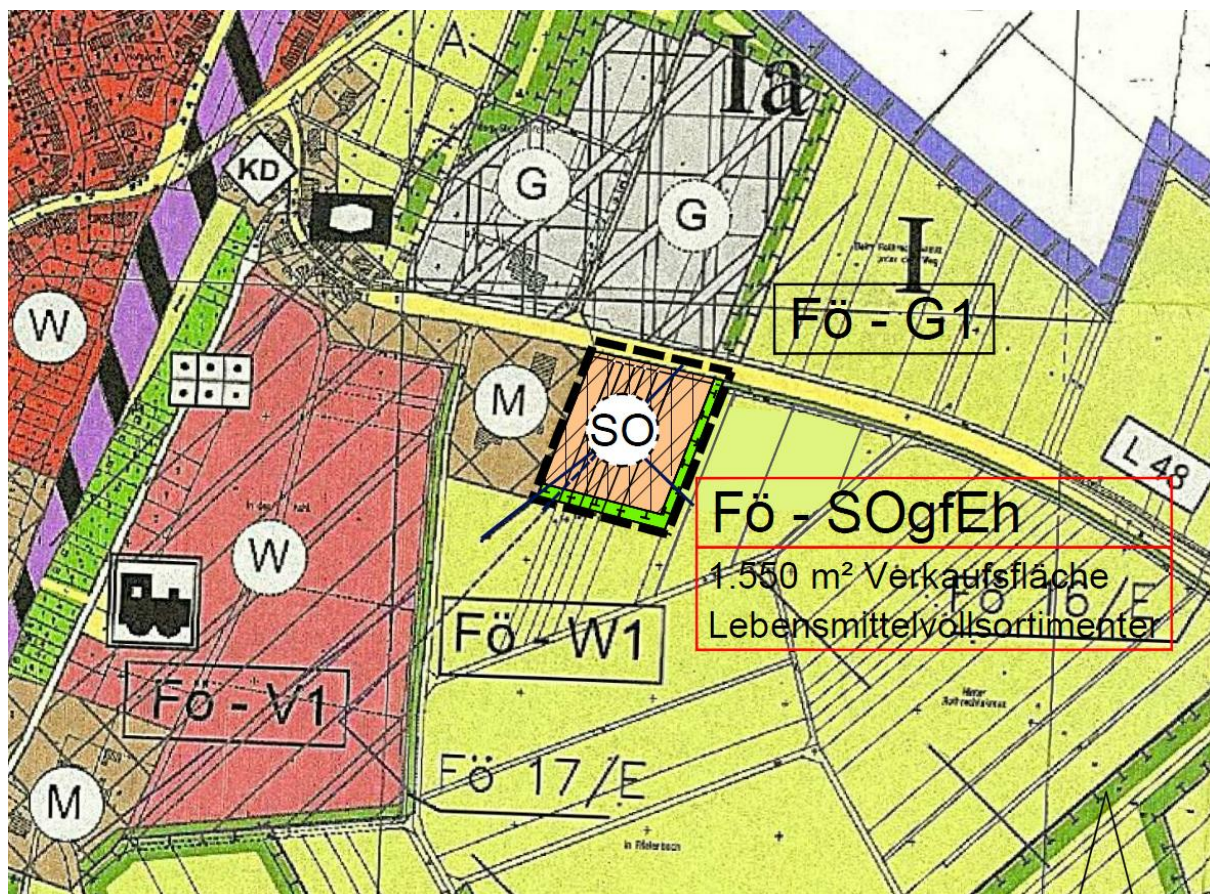 A
Ia
KD
G
G
I
Fö - G1
W
M
SO
L 48
Fö - SOgfEh
1.550 m² Verkaufsfläche
Fö 16/E
Lebensmittelvollsortimenter
W
Fö - W1
Fö - V1
Fö 17/E
M
Hinter